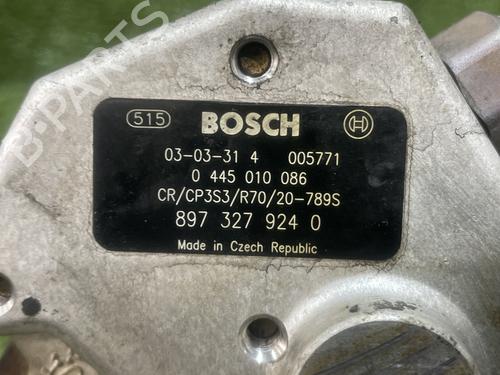 515 BOSCH
03-03-31 4 005771
0 445 010 086
CR/CP3S3/R70/20-789S
897 327 924 0
Made in Czech Republic
B-PARTS